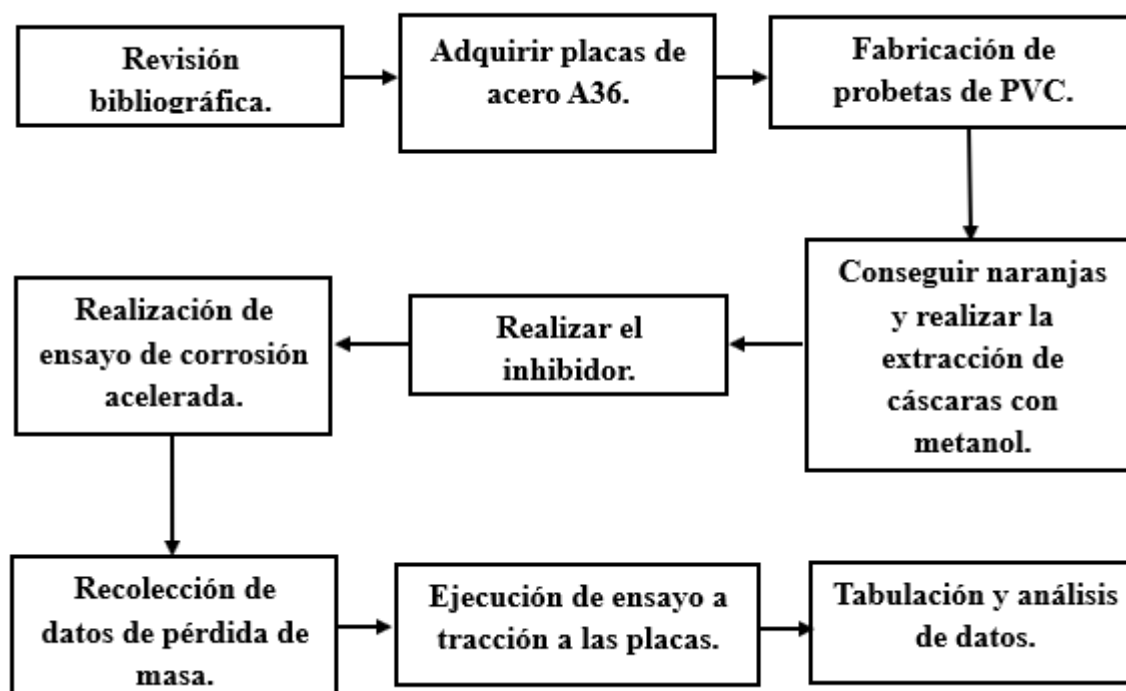 Revisión
bibliográfica.
Adquirir placas de
acero A36.
Fabricación de
probetas de PVC.
Conseguir naranjas
y realizar la
extracción de
cáscaras con
metanol.
Realizar el
inhibidor.
Realización de
ensayo de corrosión
acelerada.
Recolección de
datos de pérdida de
masa.
Ejecución de ensayo a
tracción a las placas.
Tabulación y análisis
de datos.